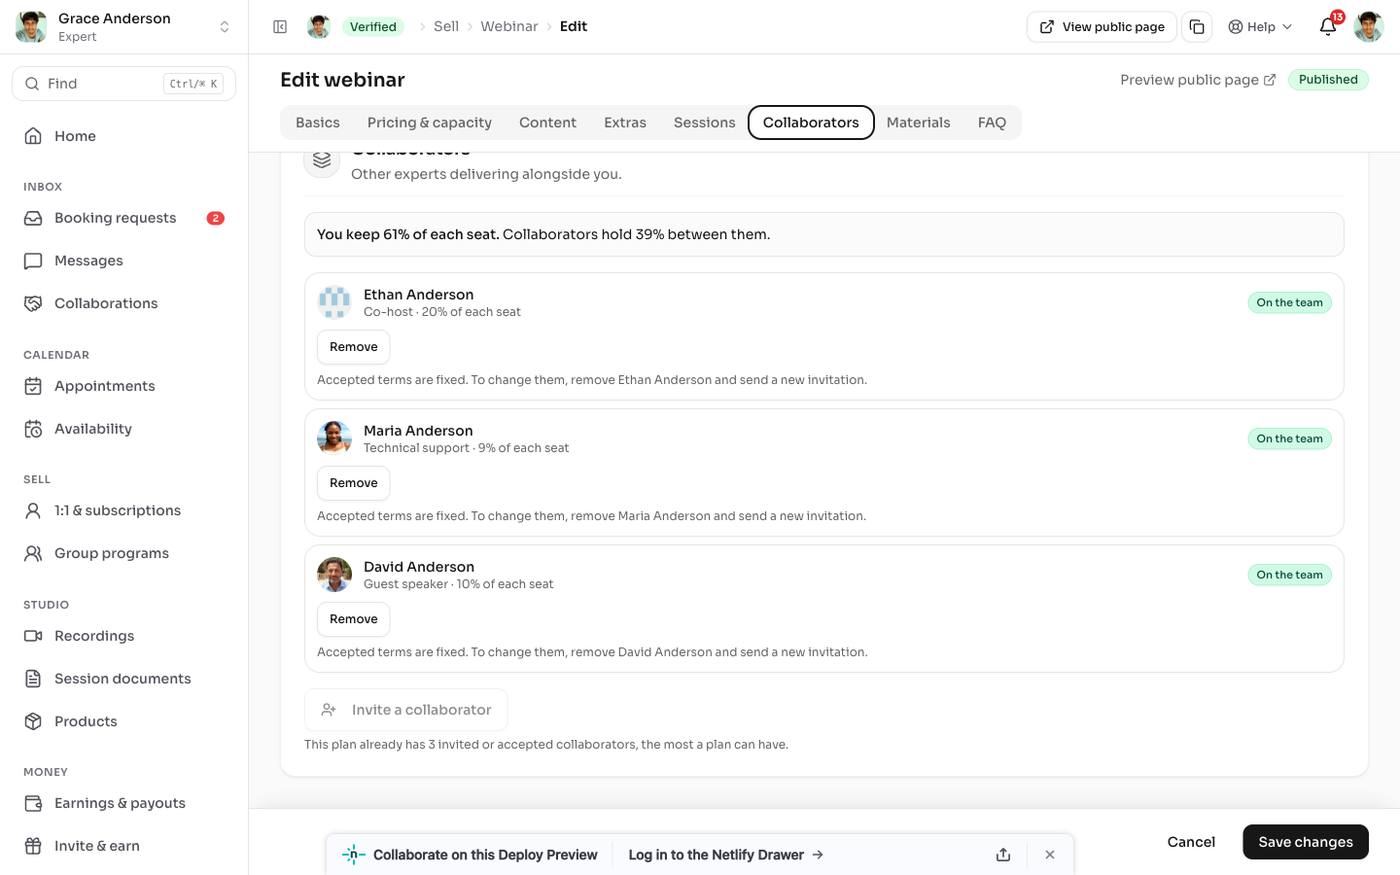 Grace Anderson
Expert
Verified
Sell
Webinar
Edit
View public page
Help
13
Find
Ctrl/⌘ K
Edit webinar
Preview public page
Published
Basics
Pricing & capacity
Content
Extras
Sessions
Collaborators
Materials
FAQ
Home
INBOX
Booking requests
2
Messages
Collaborations
CALENDAR
Appointments
Availability
SELL
1:1 & subscriptions
Group programs
STUDIO
Recordings
Session documents
Products
MONEY
Earnings & payouts
Invite & earn
Collaborators
Other experts delivering alongside you.
You keep 61% of each seat. Collaborators hold 39% between them.
Ethan Anderson
Co-host · 20% of each seat
On the team
Remove
Accepted terms are fixed. To change them, remove Ethan Anderson and send a new invitation.
Maria Anderson
Technical support · 9% of each seat
On the team
Remove
Accepted terms are fixed. To change them, remove Maria Anderson and send a new invitation.
David Anderson
Guest speaker · 10% of each seat
On the team
Remove
Accepted terms are fixed. To change them, remove David Anderson and send a new invitation.
Invite a collaborator
This plan already has 3 invited or accepted collaborators, the most a plan can have.
Cancel
Save changes
Collaborate on this Deploy Preview
Log in to the Netlify Drawer →